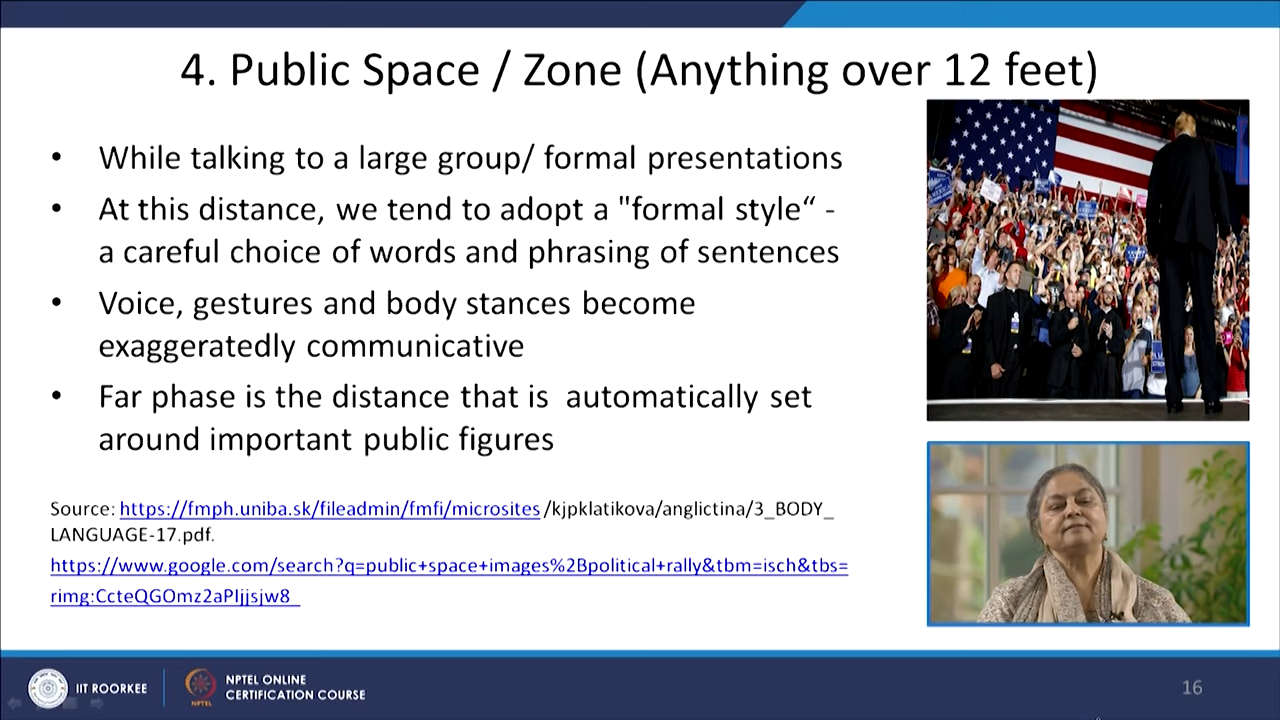 4. Public Space / Zone (Anything over 12 feet)
• While talking to a large group/ formal presentations
• At this distance, we tend to adopt a "formal style“ -
a careful choice of words and phrasing of sentences
• Voice, gestures and body stances become
exaggeratedly communicative
• Far phase is the distance that is automatically set
around important public figures
Source: https://fmph.uniba.sk/fileadmin/fmfi/microsites /kjpklatikova/anglictina/3_BODY_
LANGUAGE-17.pdf.
https://www.google.com/search?q=public+space+images%2Bpolitical+rally&tbm=isch&tbs=
rimg:CcteQGOmz2aPIjjsjw8_
IIT ROORKEE
NPTEL
NPTEL ONLINE
CERTIFICATION COURSE
16